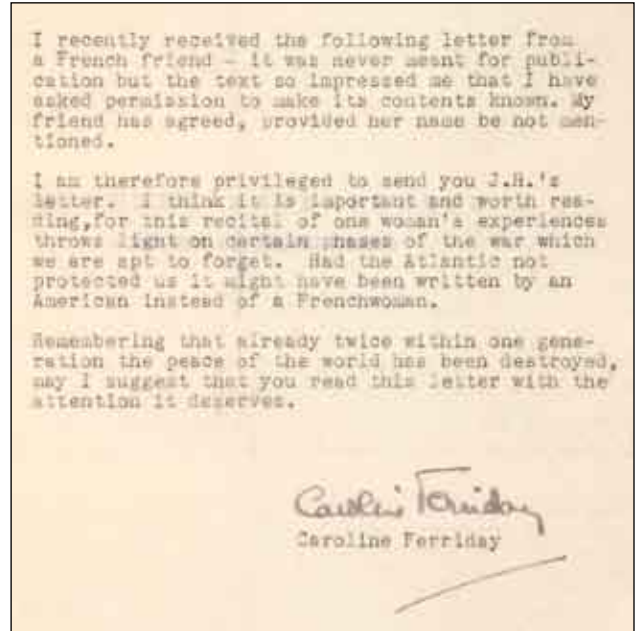 I recently received the following letter from
a French friend - it was never meant for publi-
cation but the text so impressed me that I have
asked permission to make its contents known. My
friend has agreed, provided her name be not men-
tioned.
I am therefore privileged to send you J.H.'s
letter. I think it is important and worth rea-
ding,for this recital of one woman's experiences
throws light on certain phases of the war which
we are apt to forget. Had the Atlantic not
protected us it might have been written by an
American instead of a Frenchwoman.
Remembering that already twice within one gene-
ration the peace of the world has been destroyed,
may I suggest that you read this letter with the
attention it deserves.
Caroline Ferriday
Caroline Ferriday